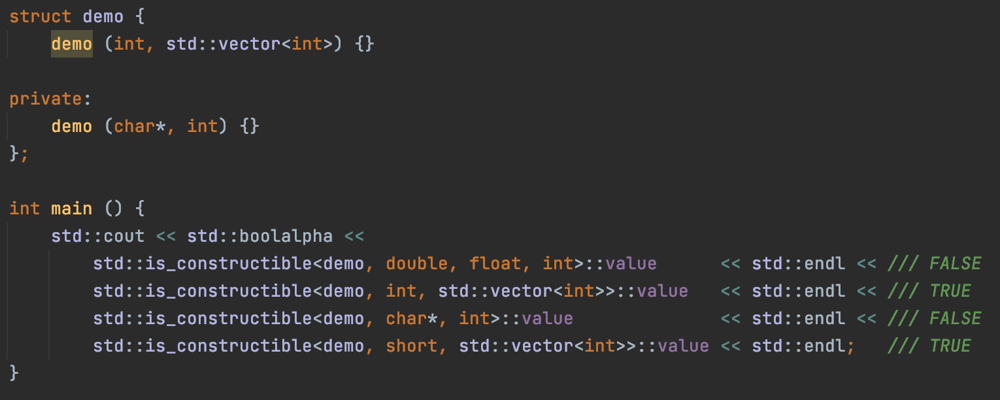 struct demo {
    demo (int, std::vector<int>) {}

private:
    demo (char*, int) {}
};

int main () {
    std::cout << std::boolalpha <<
        std::is_constructible<demo, double, float, int>::value      << std::endl << /// FALSE
        std::is_constructible<demo, int, std::vector<int>>::value   << std::endl << /// TRUE
        std::is_constructible<demo, char*, int>::value              << std::endl << /// FALSE
        std::is_constructible<demo, short, std::vector<int>>::value << std::endl;   /// TRUE
}